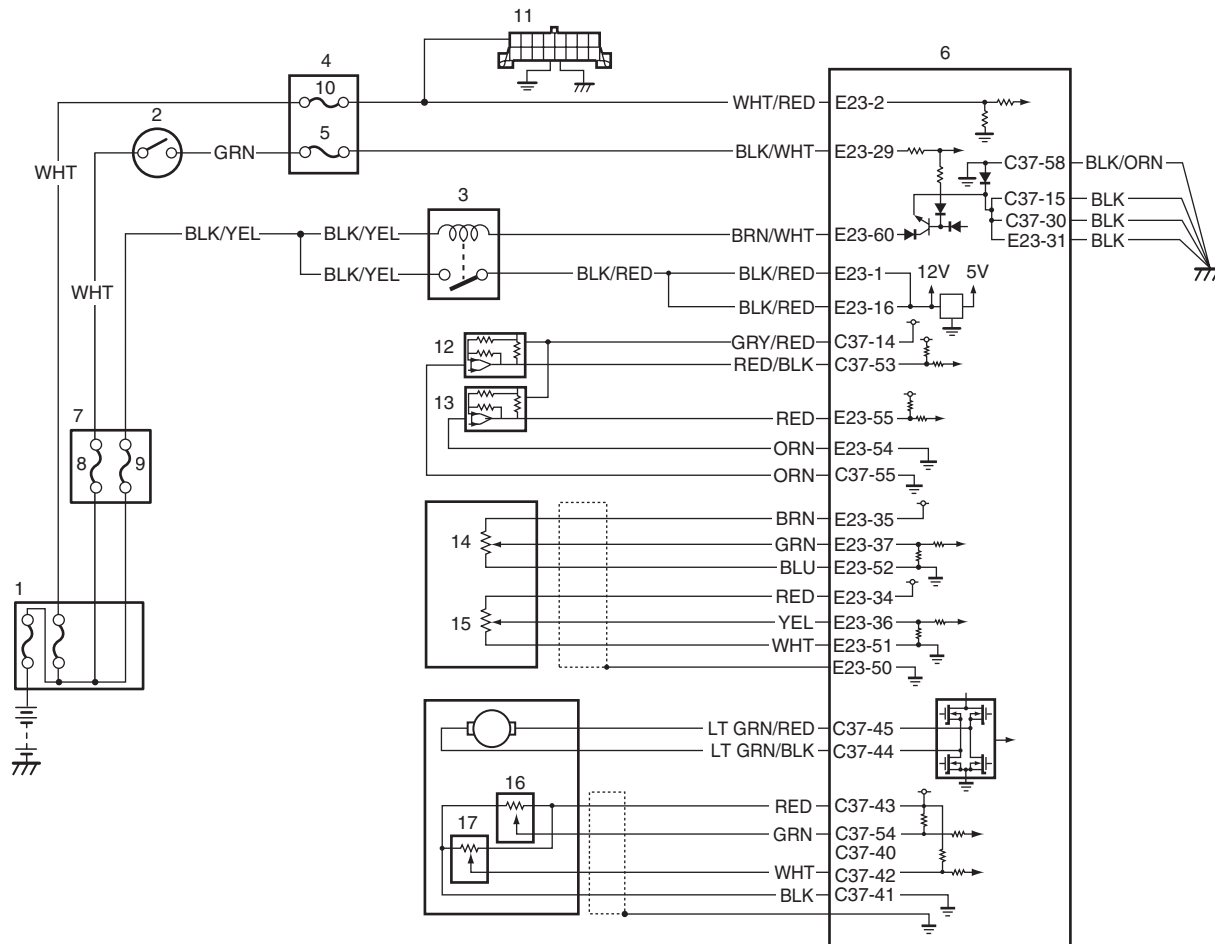 11
6
4
10
WHT/RED E23-2
2
5
GRN
BLK/WHT E23-29
WHT
C37-58 BLK/ORN
3
C37-15 BLK
C37-30 BLK
BLK/YEL BLK/YEL
BRN/WHT E23-60
E23-31 BLK
BLK/YEL
BLK/RED BLK/RED E23-1
12V 5V
WHT
BLK/RED E23-16
12
GRY/RED C37-14
RED/BLK C37-53
13
RED E23-55
7
ORN E23-54
8 9
ORN C37-55
BRN E23-35
14
GRN E23-37
BLU E23-52
1
RED E23-34
15
YEL E23-36
WHT E23-51
E23-50
LT GRN/RED C37-45
LT GRN/BLK C37-44
16
RED C37-43
17
GRN C37-54
C37-40
WHT C37-42
BLK C37-41